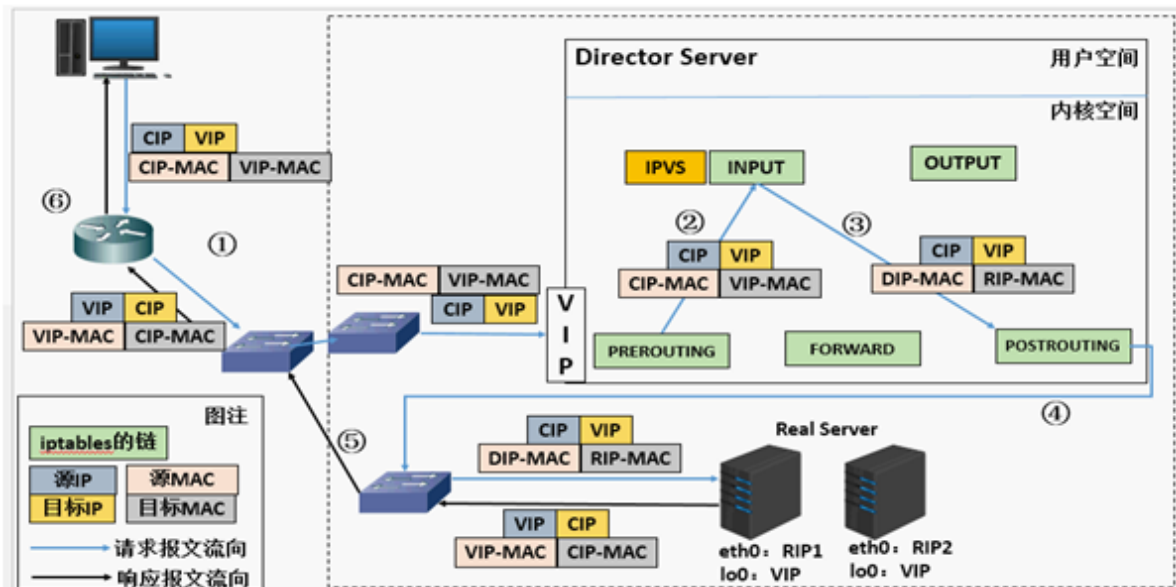 Director Server
用户空间
内核空间
IPVS
INPUT
OUTPUT
CIP VIP
CIP-MAC VIP-MAC
⑥
①
②
③
CIP VIP
CIP-MAC VIP-MAC
CIP VIP
DIP-MAC RIP-MAC
CIP-MAC VIP-MAC
CIP VIP
VIP CIP
VIP-MAC CIP-MAC
V
I
P
PREROUTING
FORWARD
POSTROUTING
④
⑤
CIP VIP
DIP-MAC RIP-MAC
Real Server
VIP CIP
VIP-MAC CIP-MAC
eth0：RIP1
lo0：VIP
eth0：RIP2
lo0：VIP
图注
iptables的链
源IP 源MAC
目标IP 目标MAC
请求报文流向
响应报文流向